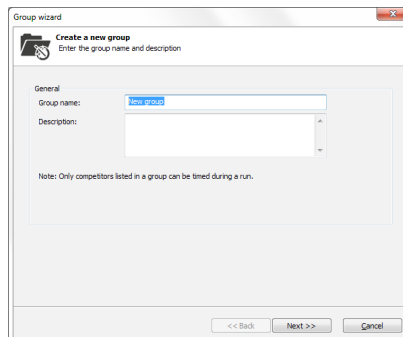 Group wizard
Create a new group
Enter the group name and description
General
Group name:
New group
Description:
Note: Only competitors listed in a group can be timed during a run.
<< Back
Next >>
Cancel